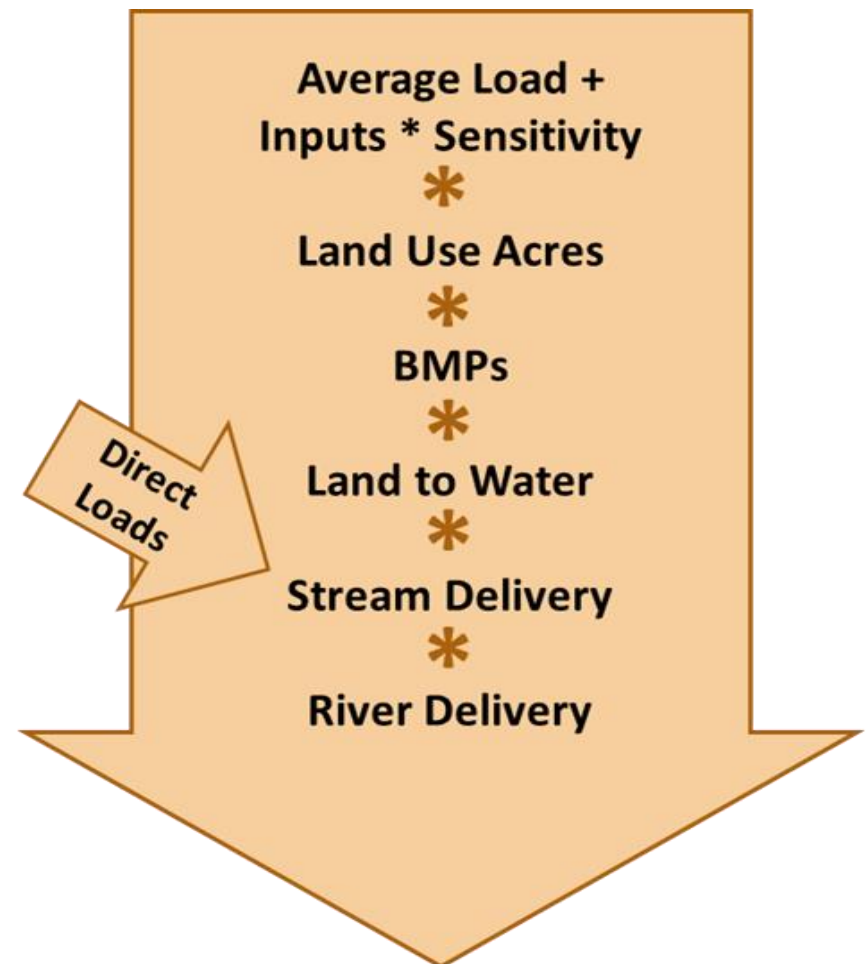 Average Load +
Inputs * Sensitivity
*
Land Use Acres
*
BMPs
*
Direct
Loads
Land to Water
*
Stream Delivery
*
River Delivery